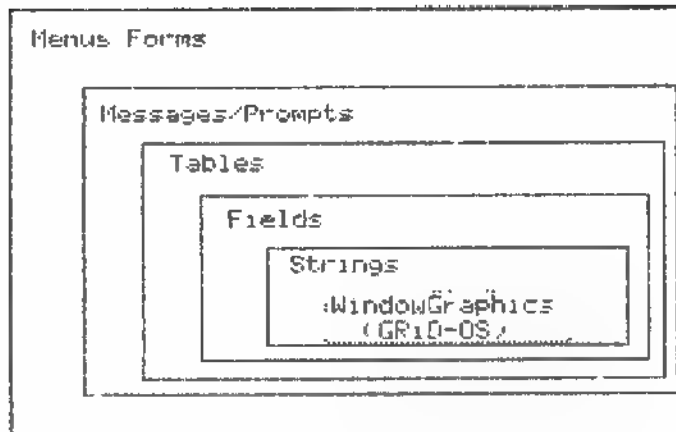 Menus Forms
Messages/Prompts
Tables
Fields
Strings
WindowGraphics
(GRiD-OS)